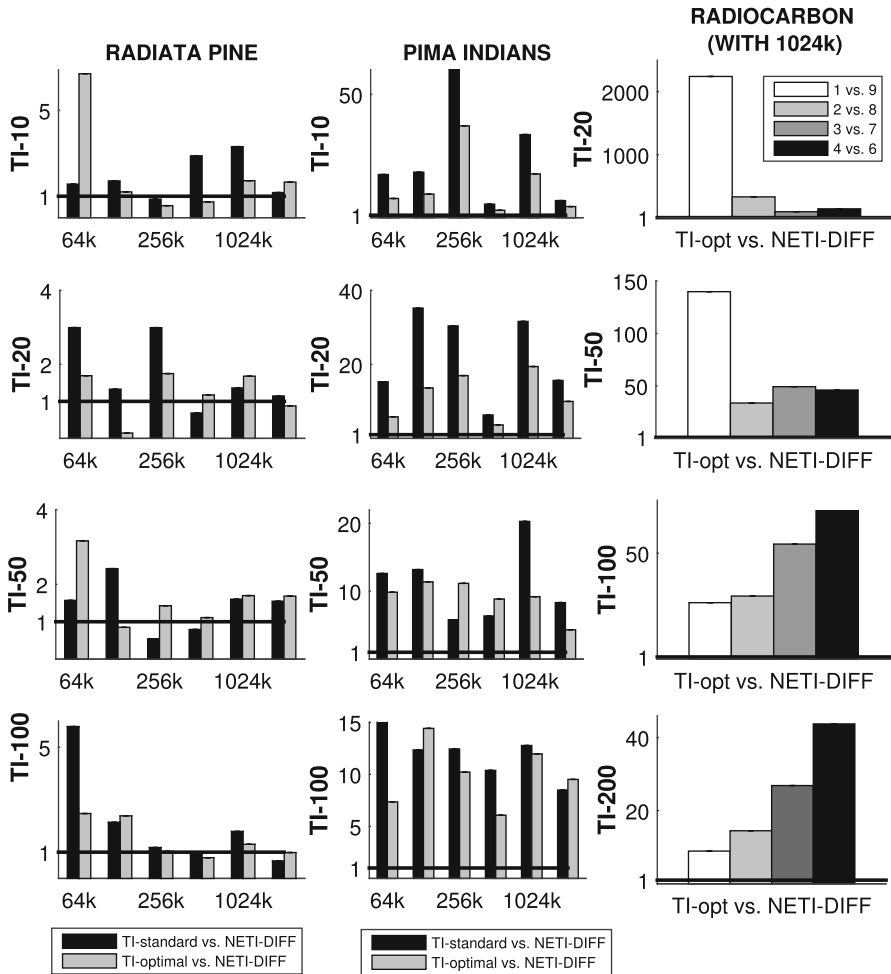 RADIATA PINE
PIMA INDIANS
RADIOCARBON
(WITH 1024k)
TI-10
5
1
64k 256k 1024k
TI-10
50
1
64k 256k 1024k
TI-20
2000
1000
1
1 vs. 9
2 vs. 8
3 vs. 7
4 vs. 6
TI-opt vs. NETI-DIFF
TI-20
4
2
1
64k 256k 1024k
TI-20
40
20
1
64k 256k 1024k
TI-50
150
100
50
1
TI-opt vs. NETI-DIFF
TI-50
4
2
1
64k 256k 1024k
TI-50
20
10
1
64k 256k 1024k
TI-100
50
1
TI-opt vs. NETI-DIFF
TI-100
5
1
64k 256k 1024k
TI-100
15
10
5
1
64k 256k 1024k
TI-200
40
20
1
TI-opt vs. NETI-DIFF
TI-standard vs. NETI-DIFF
TI-optimal vs. NETI-DIFF
TI-standard vs. NETI-DIFF
TI-optimal vs. NETI-DIFF